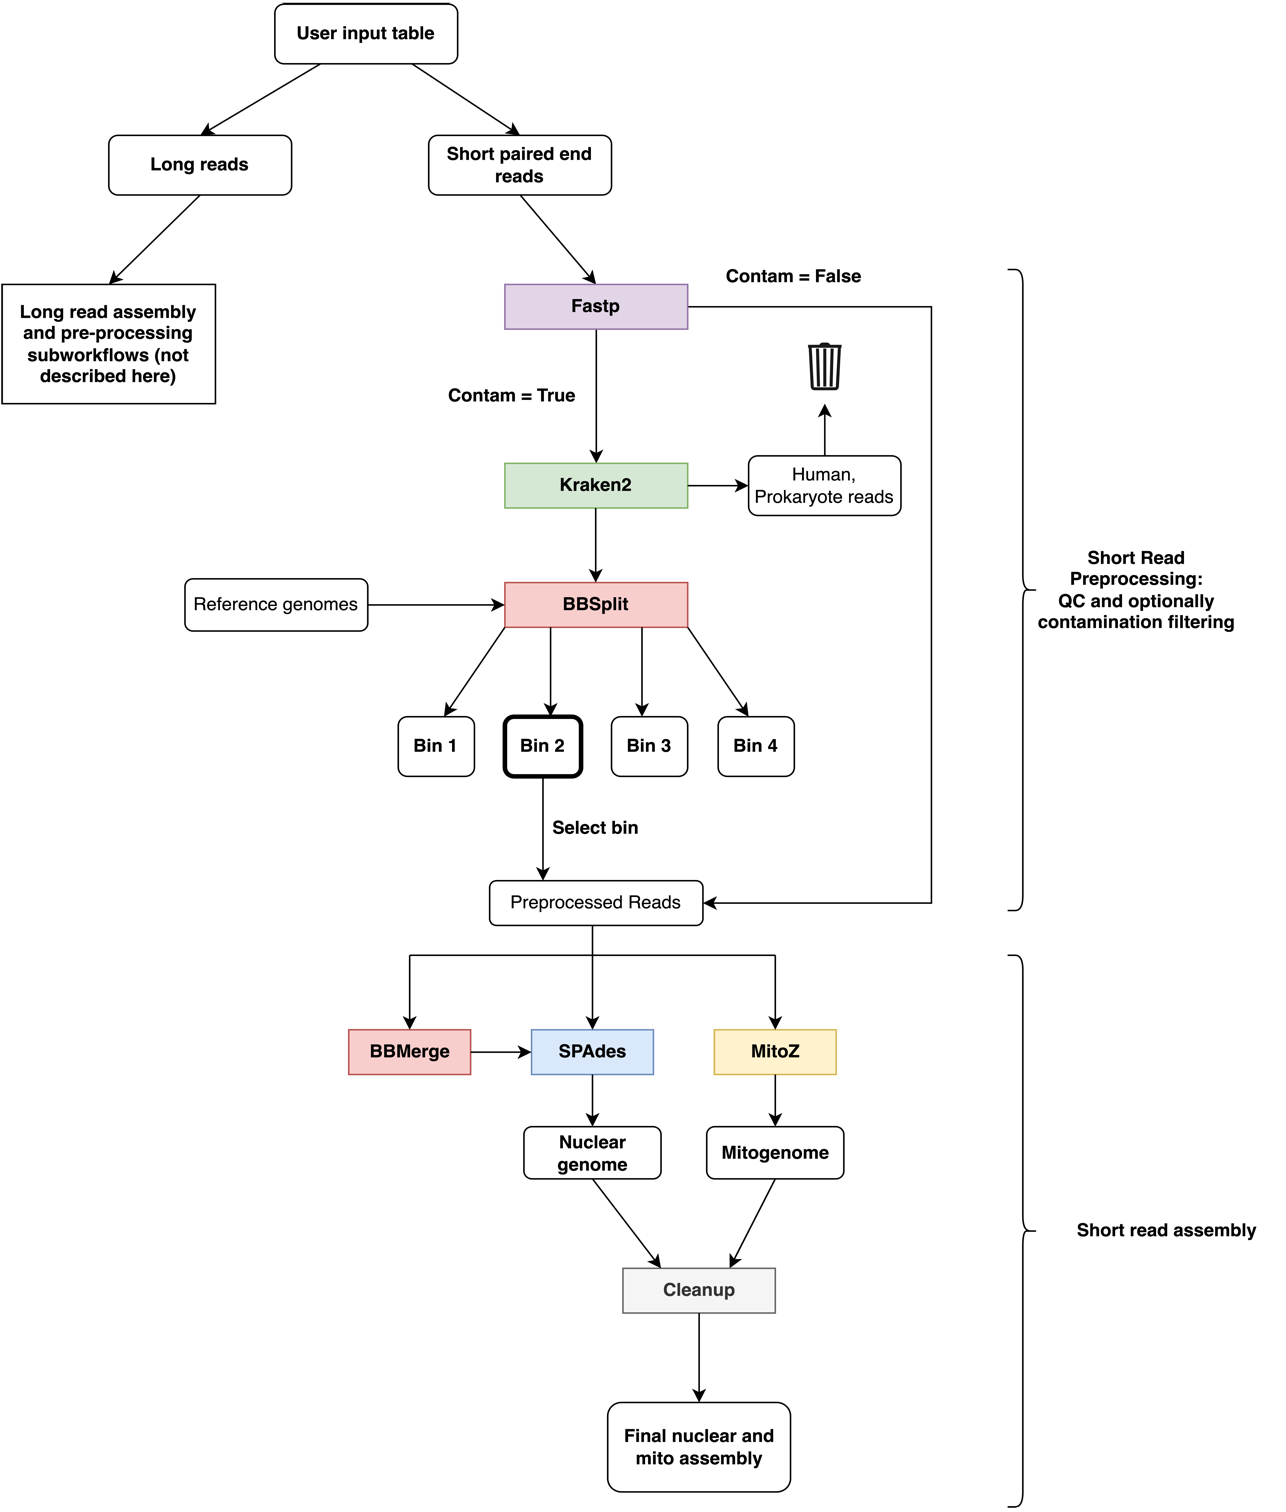 User input table
Long reads
Short paired end
reads
Long read assembly
and pre-processing
subworkflows (not
described here)
Fastp
Contam = False
Contam = True
Kraken2
Human,
Prokaryote reads
Reference genomes
BBSplit
Short Read
Preprocessing:
QC and optionally
contamination filtering
Bin 1
Bin 2
Bin 3
Bin 4
Select bin
Preprocessed Reads
BBMerge
SPAdes
MitoZ
Nuclear
genome
Mitogenome
Short read assembly
Cleanup
Final nuclear and
mito assembly